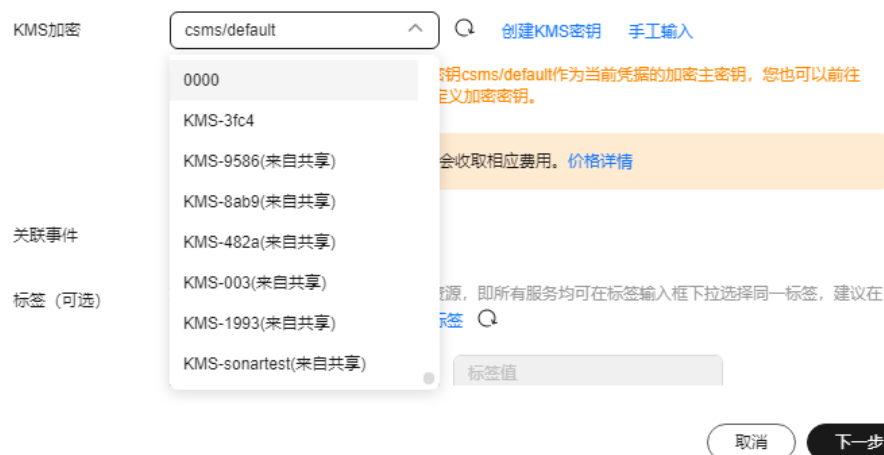 KMS加密
csms/default
创建KMS密钥
手工输入
0000
钥csms/default作为当前凭据的加密主密钥，您也可以前往
定义加密密钥。
KMS-3fc4
KMS-9586(来自共享)
会收取相应费用。价格详情
KMS-8ab9(来自共享)
关联事件
KMS-482a(来自共享)
KMS-003(来自共享)
标签（可选）
资源，即所有服务均可在标签输入框下拉选择同一标签，建议在
KMS-1993(来自共享)
标签
KMS-sonartest(来自共享)
标签值
取消
下一步